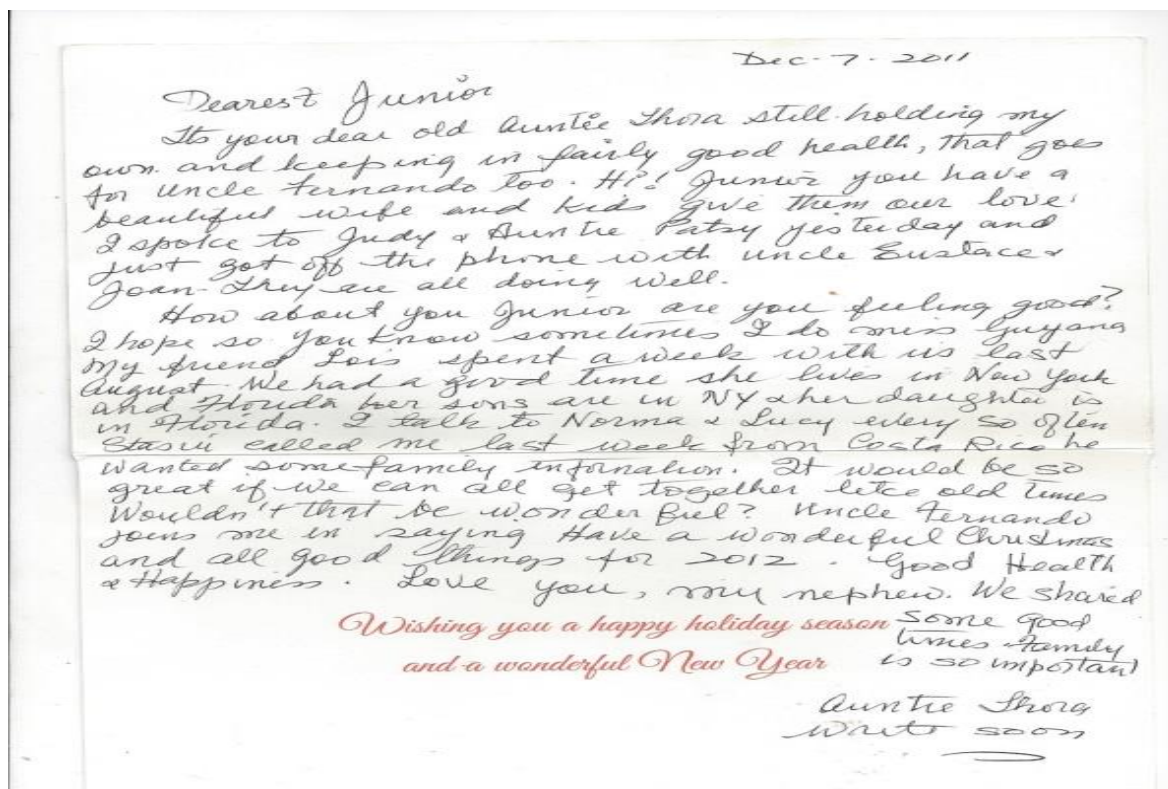 Dec-7-2011
Dearest Junior
Its your dear old Auntie Thora still holding my
own and keeping in fairly good health, that goes
for Uncle Fernando too. Hi! Junior you have a
beautiful wife and kids give them our love.
I spoke to Judy & Auntie Patsy yesterday and
just got off the phone with uncle Eustace &
Joan. They are all doing well.
How about you Junior are you feeling good?
I hope so you know sometimes I do miss Guyana
My friend Lois spent a week with us last
August. We had a good time she lives in New York
and Florida her sons are in NY & her daughter is
in Florida. I talk to Norma & Lucy every so often
called me last week from Costa Rica he
wanted some family information. It would be so
great if we can all get together like old times
Wouldn't that be wonderful? Uncle Fernando
joins me in saying Have a wonderful Christmas
and all good things for 2012. Good Health
& Happiness. Love you, my nephew. We shared
some good
times - Family
is so important
Wishing you a happy holiday season
and a wonderful New Year
Auntie Thora
write soon